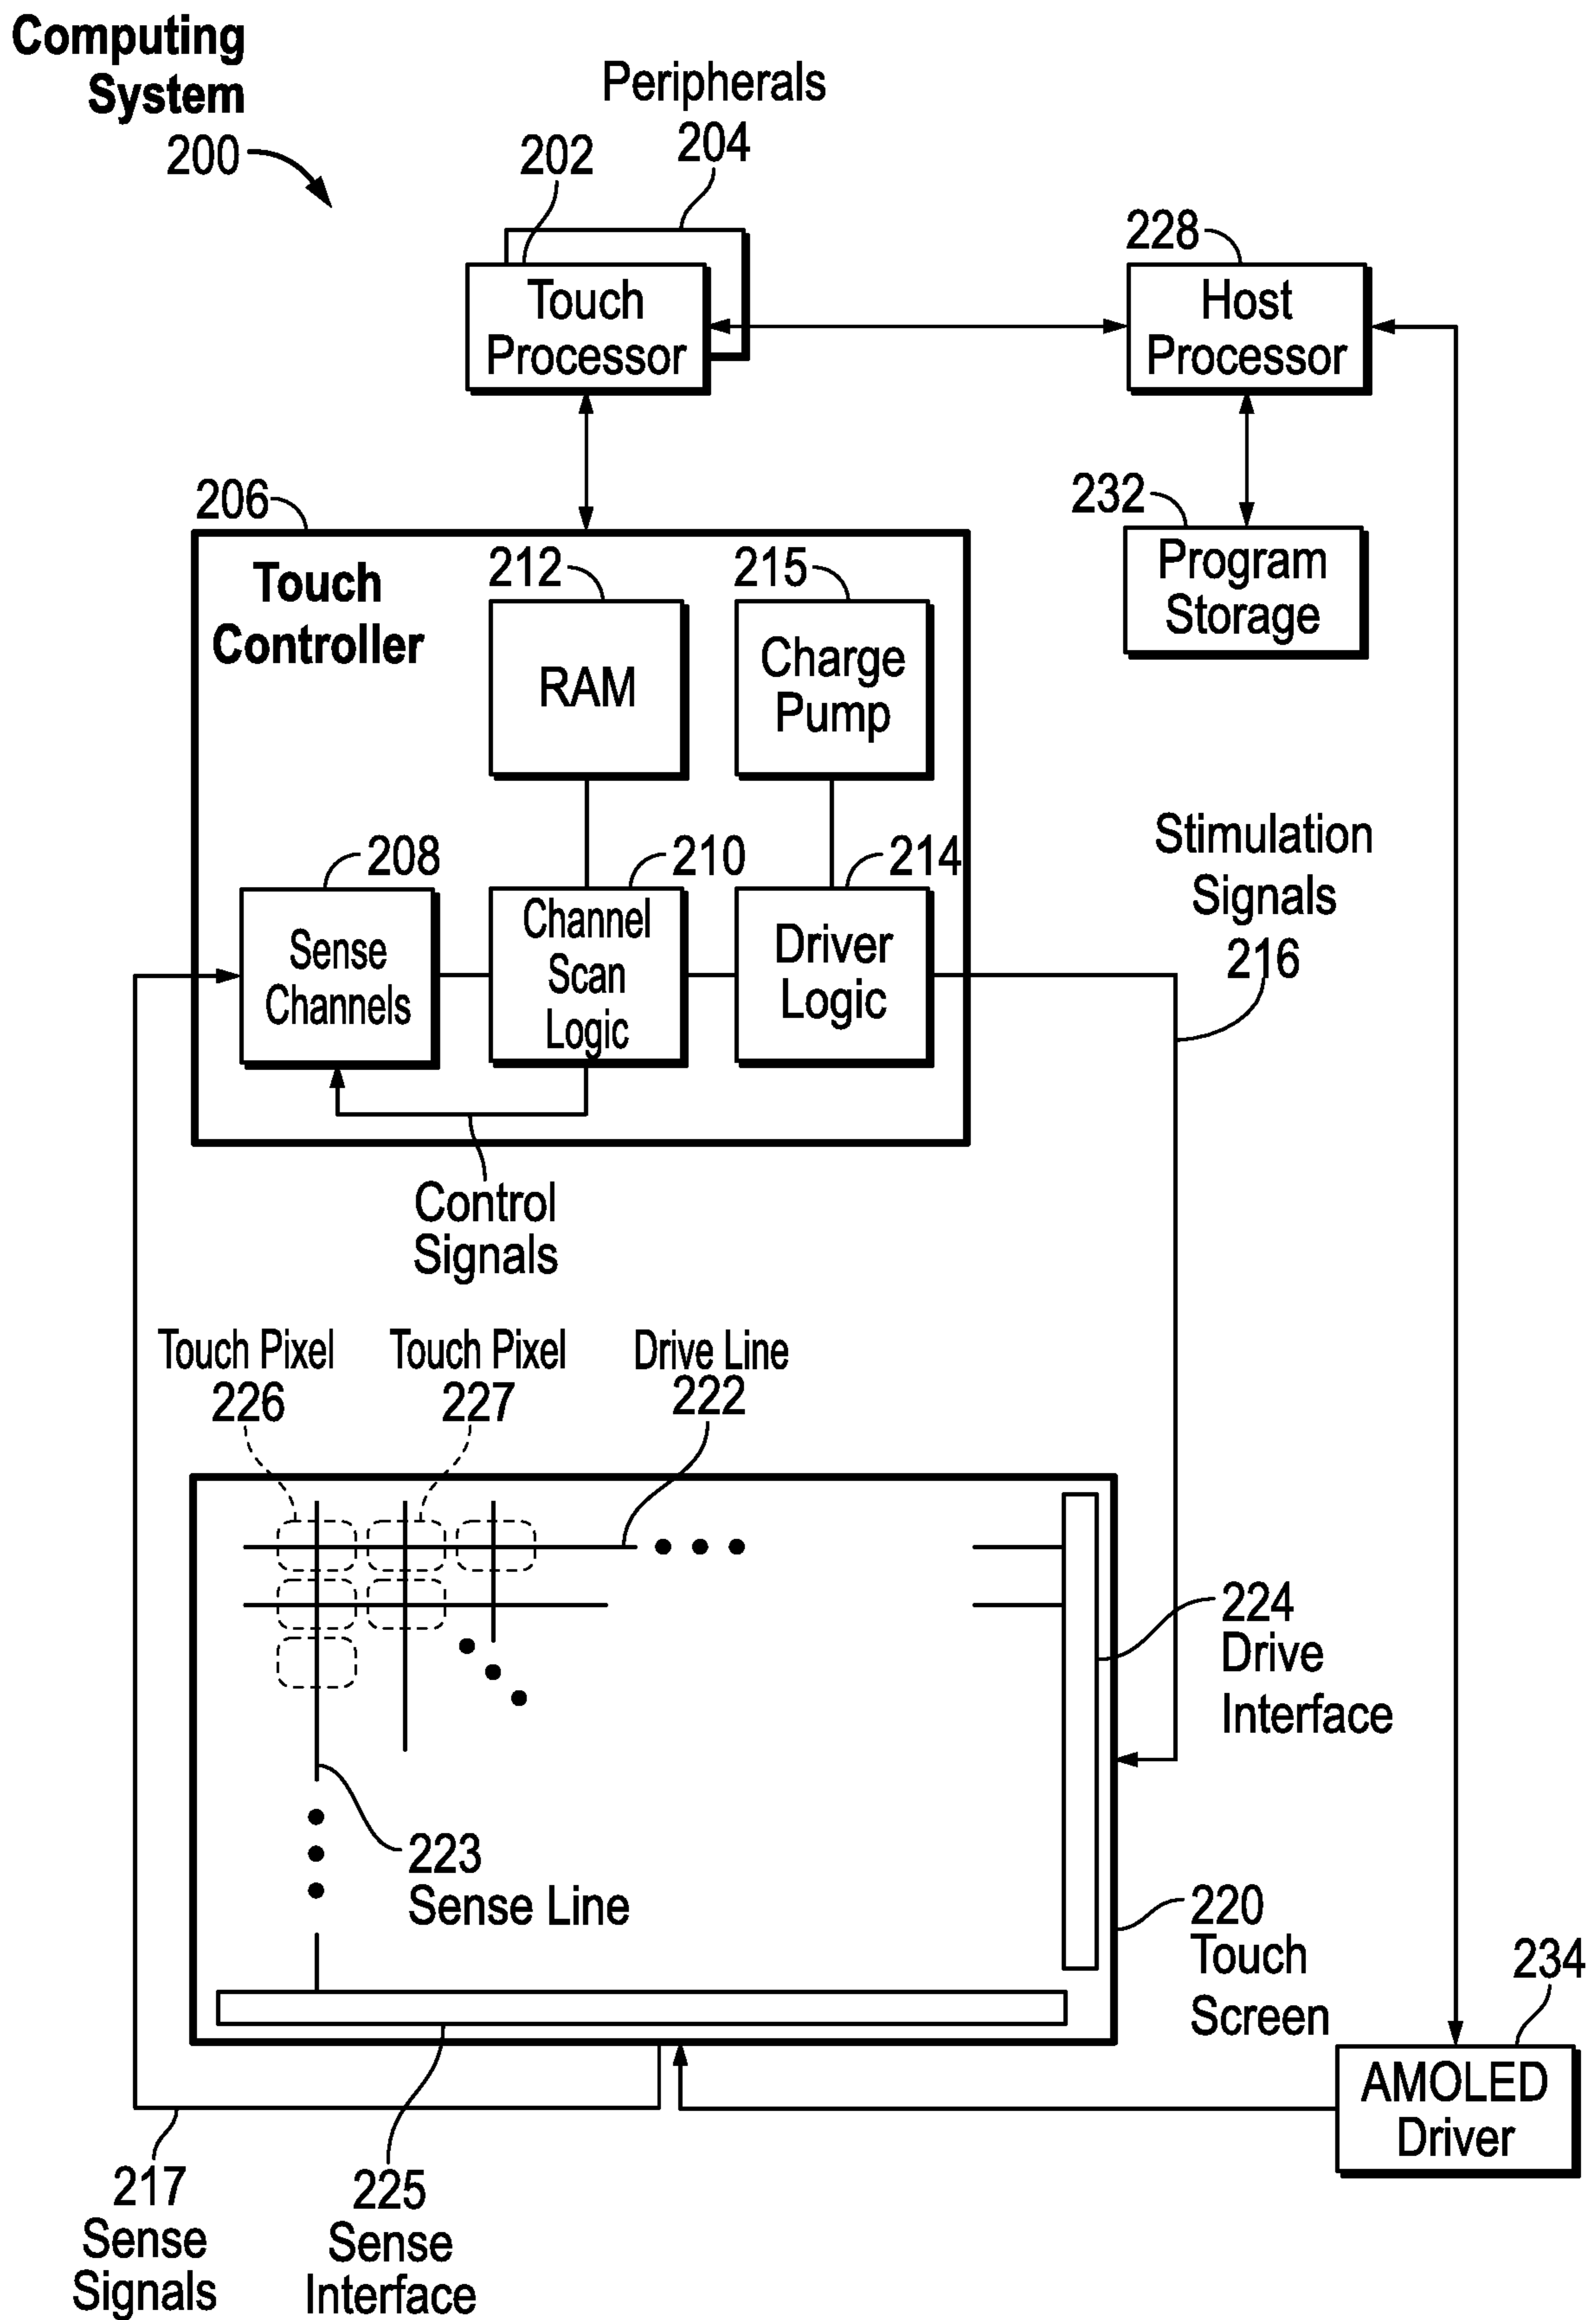 Computing
System
200
Peripherals
204
202
228
Touch
Processor
Host
Processor
206
232
Program
Storage
Touch
Controller
212
RAM
215
Charge
Pump
208
Sense
Channels
210
Channel
Scan
Logic
214
Driver
Logic
Stimulation
Signals
216
Control
Signals
Touch Pixel
226
Touch Pixel
227
Drive Line
222
224
Drive
Interface
223
Sense Line
220
Touch
Screen
234
AMOLED
Driver
217
Sense
Signals
225
Sense
Interface